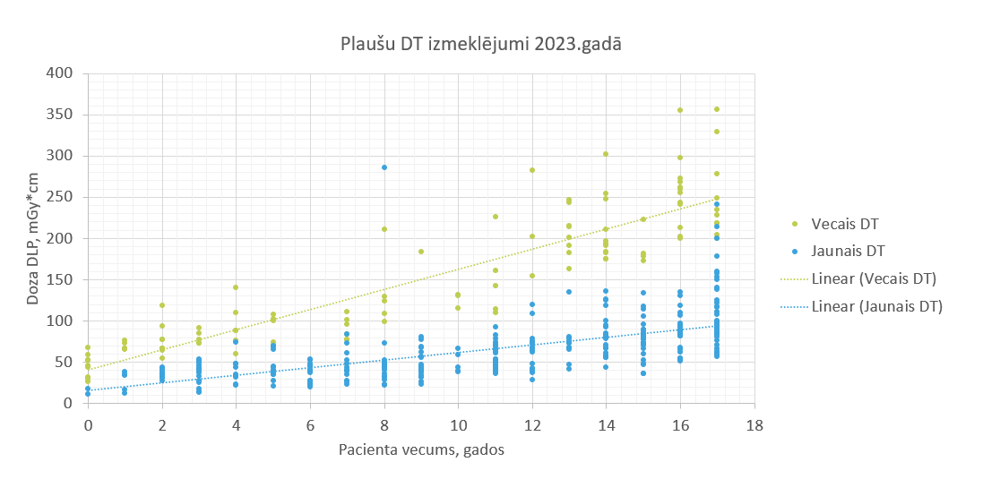 Plaušu DT izmeklējumi 2023.gadā
Doza DLP, mGy*cm
400
350
300
250
200
150
100
50
0
0 2 4 6 8 10 12 14 16 18
Pacienta vecums, gados
Vecais DT
Jaunais DT
Linear (Vecais DT)
Linear (Jaunais DT)